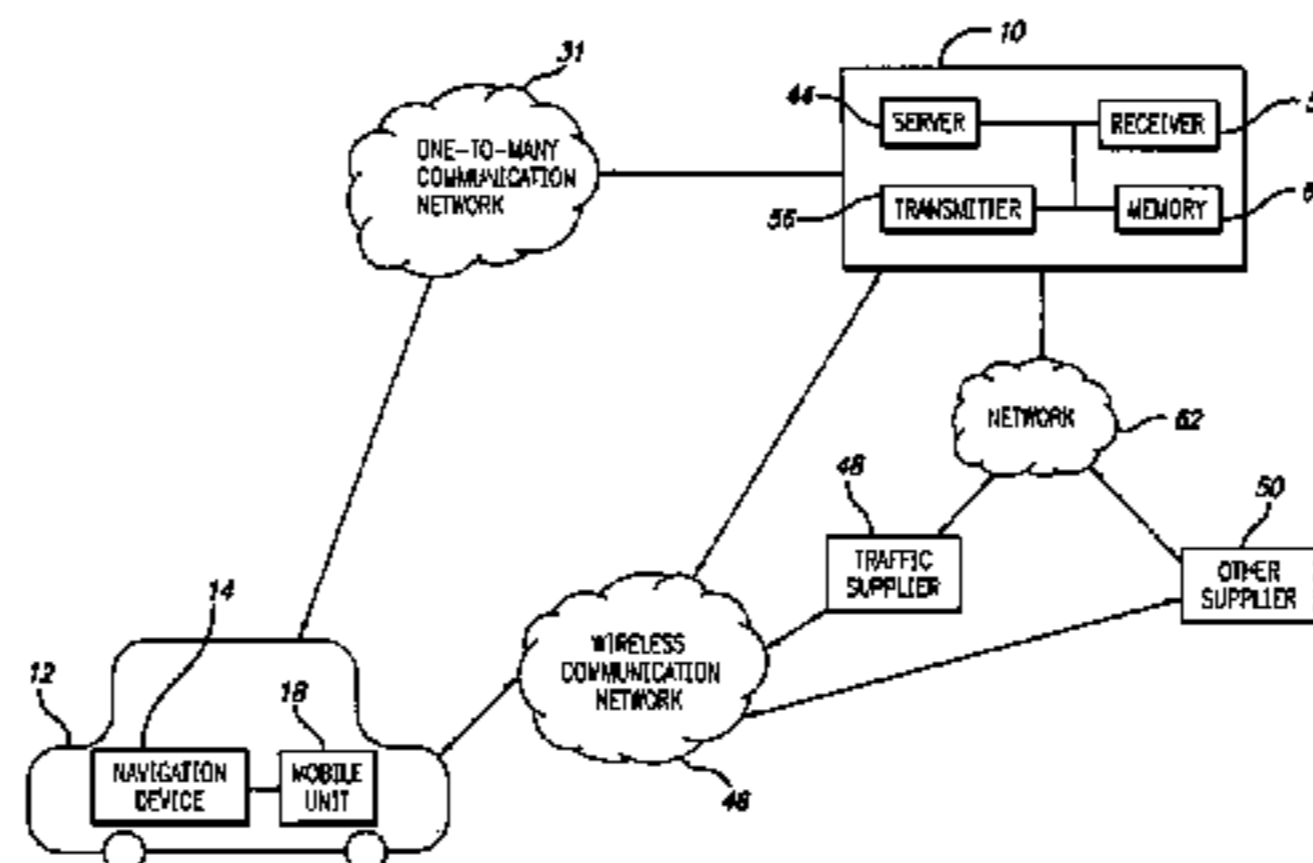 10
31
44
SERVER
RECEIVER
ONE-TO-MANY
COMMUNICATION
NETWORK
56
TRANSMITTER
MEMORY
NETWORK
62
48
50
TRAFFIC
SUPPLIER
OTHER
SUPPLIER
14
WIRELESS
COMMUNICATION
NETWORK
12
18
NAVIGATION
DEVICE
MOBILE
UNIT
46